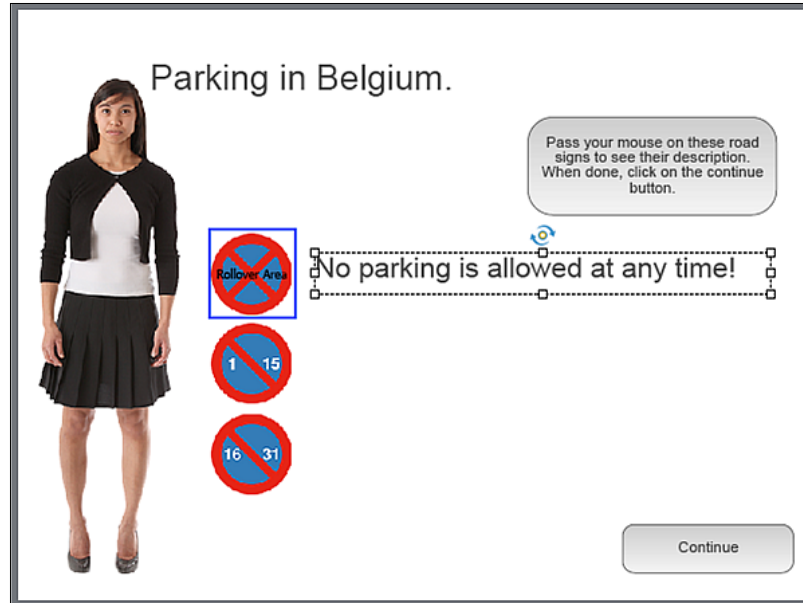 Parking in Belgium.
Pass your mouse on these road
signs to see their description.
When done, click on the continue
button.
Rollover Area
No parking is allowed at any time!
1 15
16 31
Continue